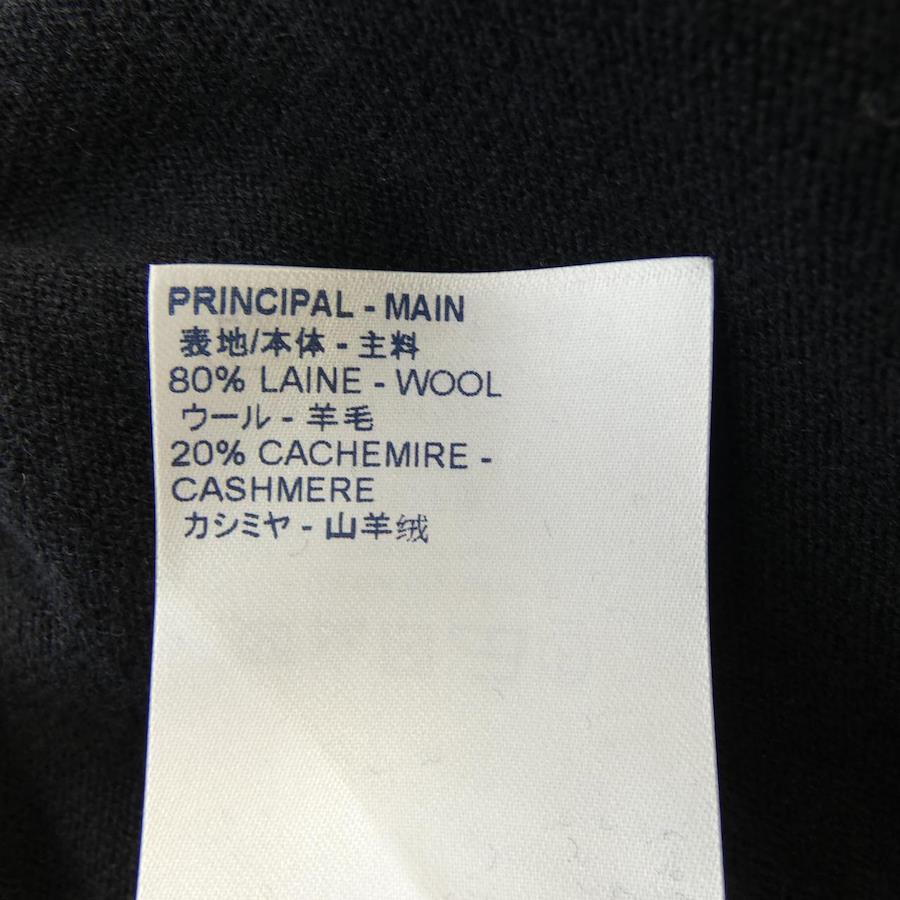 PRINCIPAL - MAIN
表地/本体 - 主料
80% LAINE - WOOL
ウール - 羊毛
20% CACHEMIRE -
CASHMERE
カシミヤ - 山羊绒